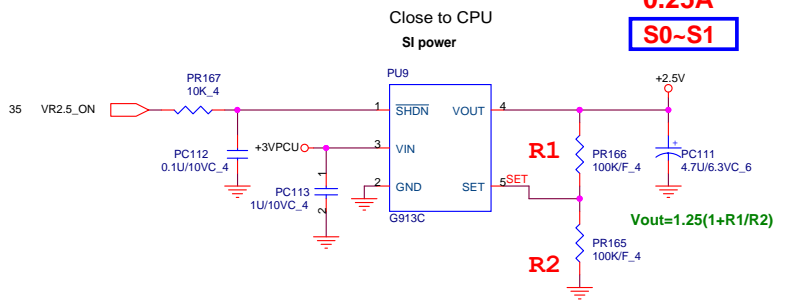 0.25A
Close to CPU
SI power
S0~S1
PU9
+2.5V
PR167
10K_4
35 VR2.5_ON
1 SHDN VOUT 4
+3VPCU
3 VIN
R1
PR166
100K/F_4
PC111
4.7U/6.3VC_6
PC112
0.1U/10VC_4
1
PC113
1U/10VC_4
2
2 GND SET 5 SET
G913C
Vout=1.25(1+R1/R2)
R2
PR165
100K/F_4